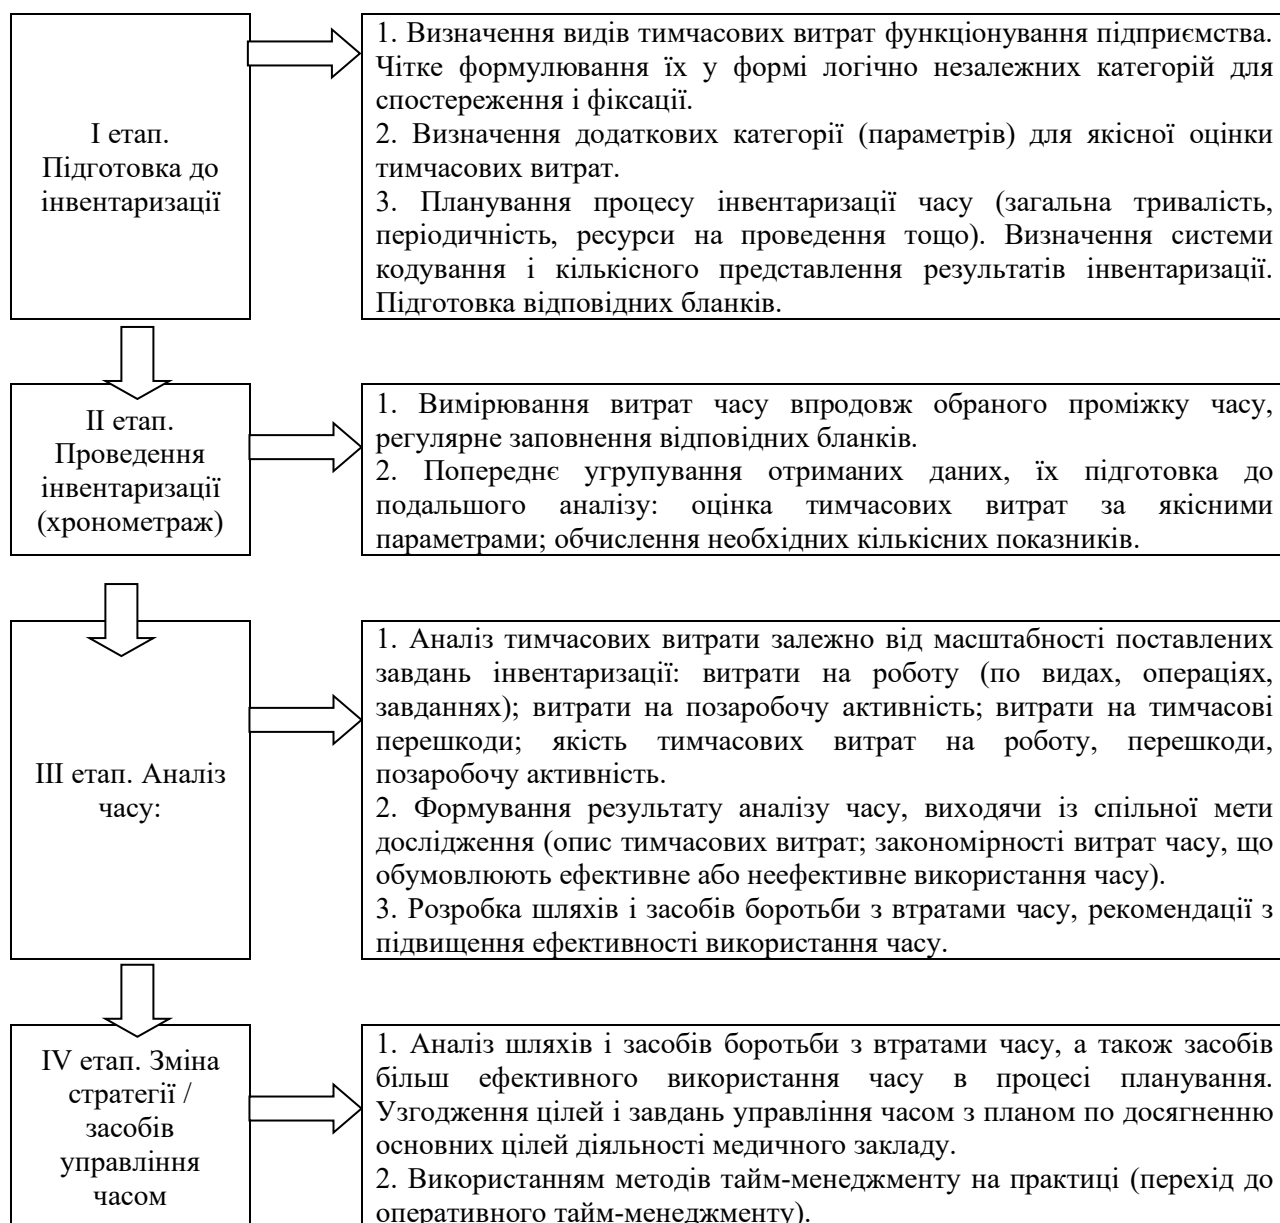 І етап.
Підготовка до
інвентаризації
1. Визначення видів тимчасових витрат функціонування підприємства.
Чітке формулювання їх у формі логічно незалежних категорій для
спостереження і фіксації.
2. Визначення додаткових категорії (параметрів) для якісної оцінки
тимчасових витрат.
3. Планування процесу інвентаризації часу (загальна тривалість,
періодичність, ресурси на проведення тощо). Визначення системи
кодування і кількісного представлення результатів інвентаризації.
Підготовка відповідних бланків.
ІІ етап.
Проведення
інвентаризації
(хронометраж)
1. Вимірювання витрат часу впродовж обраного проміжку часу,
регулярне заповнення відповідних бланків.
2. Попереднє угрупування отриманих даних, їх підготовка до
подальшого аналізу: оцінка тимчасових витрат за якісними
параметрами; обчислення необхідних кількісних показників.
ІІІ етап. Аналіз
часу:
1. Аналіз тимчасових витрати залежно від масштабності поставлених
завдань інвентаризації: витрати на роботу (по видах, операціях,
завданнях); витрати на позаробочу активність; витрати на тимчасові
перешкоди; якість тимчасових витрат на роботу, перешкоди,
позаробочу активність.
2. Формування результату аналізу часу, виходячи із спільної мети
дослідження (опис тимчасових витрат; закономірності витрат часу, що
обумовлюють ефективне або неефективне використання часу).
3. Розробка шляхів і засобів боротьби з втратами часу, рекомендації з
підвищення ефективності використання часу.
IV етап. Зміна
стратегії /
засобів
управління
часом
1. Аналіз шляхів і засобів боротьби з втратами часу, а також засобів
більш ефективного використання часу в процесі планування.
Узгодження цілей і завдань управління часом з планом по досягненню
основних цілей діяльності медичного закладу.
2. Використанням методів тайм-менеджменту на практиці (перехід до
оперативного тайм-менеджменту).